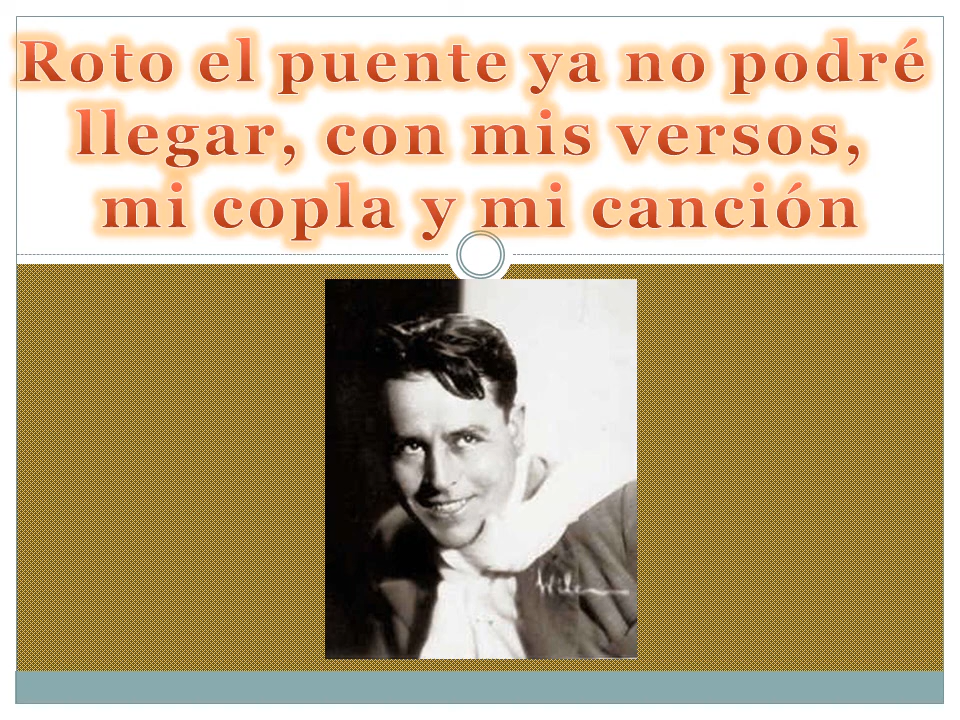 Roto el puente ya no podré
llegar, con mis versos,
mi copla y mi canción